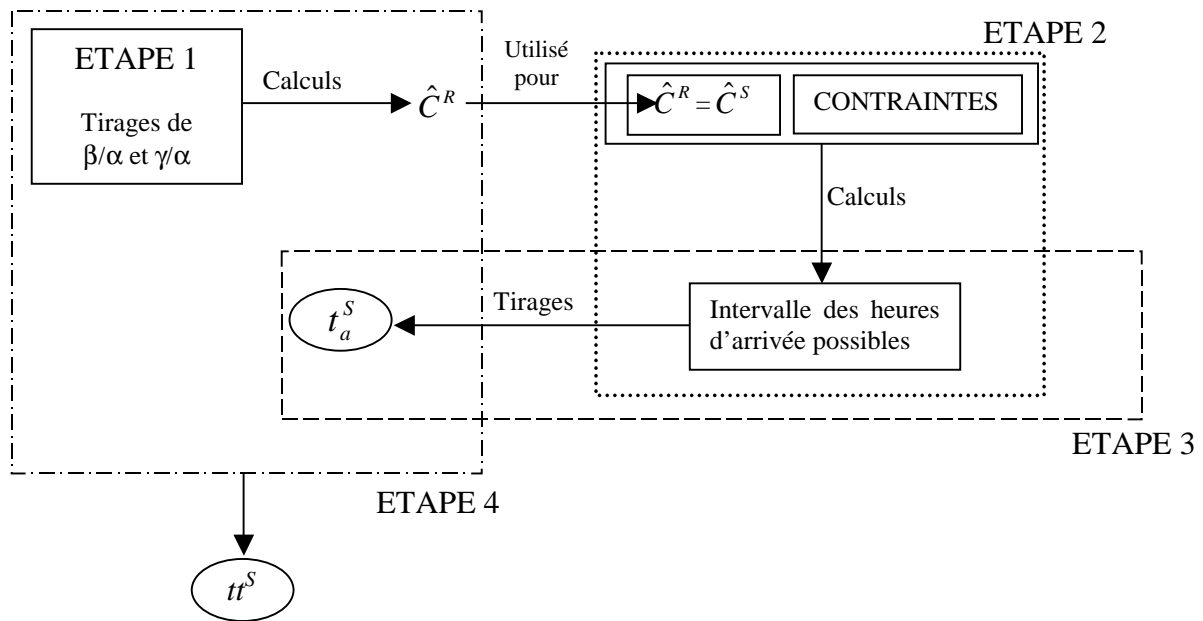 ETAPE 1
Tirages de
β/α et γ/α
Calculs
Ĉ^R
Utilisé
pour
ETAPE 2
Ĉ^R = Ĉ^S
CONTRAINTES
Calculs
Intervalle des heures
d'arrivée possibles
Tirages
t_a^S
ETAPE 3
ETAPE 4
tt^S